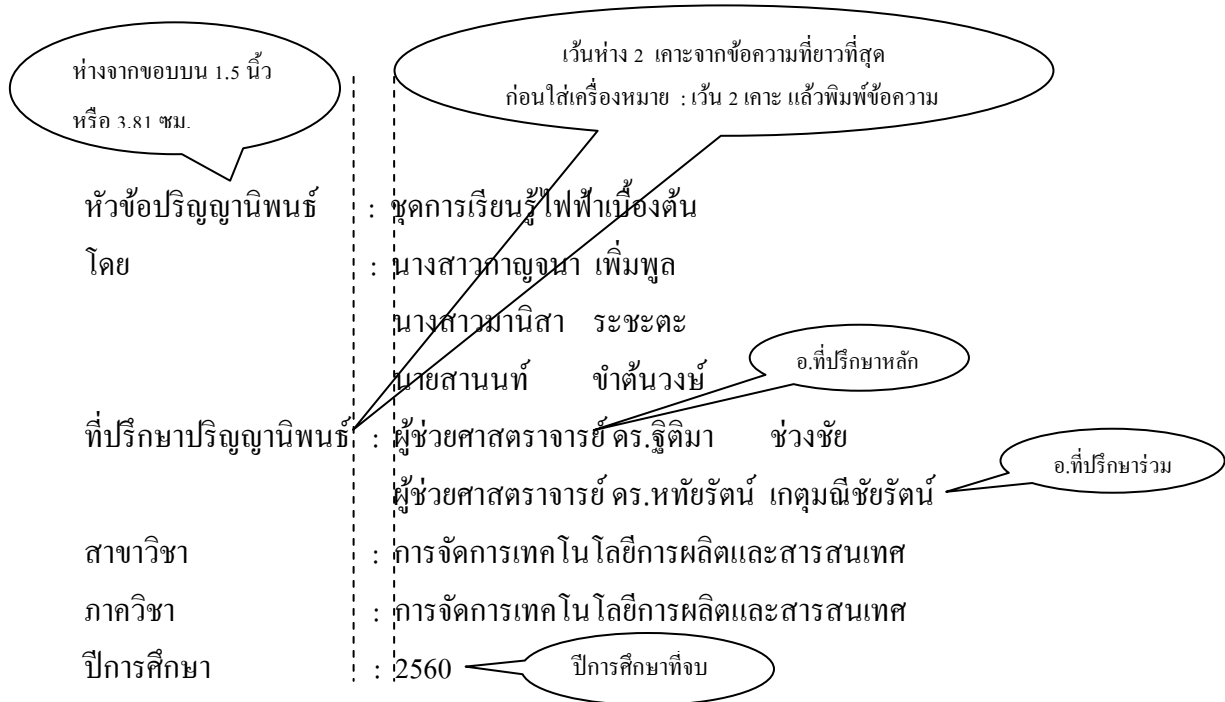 ห่างจากขอบบน 1.5 นิ้ว
หรือ 3.81 ซม.
เว้นห่าง 2 เคาะจากข้อความที่ยาวที่สุด
ก่อนใส่เครื่องหมาย : เว้น 2 เคาะ แล้วพิมพ์ข้อความ
หัวข้อปริญญานิพนธ์ : ชุดการเรียนรู้ไฟฟ้าเบื้องต้น
โดย : นางสาวกาญจนา เพิ่มพูล
นางสาวมานิสา ระชะตะ
นายสานนท์ ขำต้นวงษ์
อ.ที่ปรึกษาหลัก
ที่ปรึกษาปริญญานิพนธ์ : ผู้ช่วยศาสตราจารย์ ดร.ฐิติมา ช่วงชัย
อ.ที่ปรึกษาร่วม
ผู้ช่วยศาสตราจารย์ ดร.หทัยรัตน์ เกตุมณีชัยรัตน์
สาขาวิชา : การจัดการเทคโนโลยีการผลิตและสารสนเทศ
ภาควิชา : การจัดการเทคโนโลยีการผลิตและสารสนเทศ
ปีการศึกษา : 2560 ปีการศึกษาที่จบ